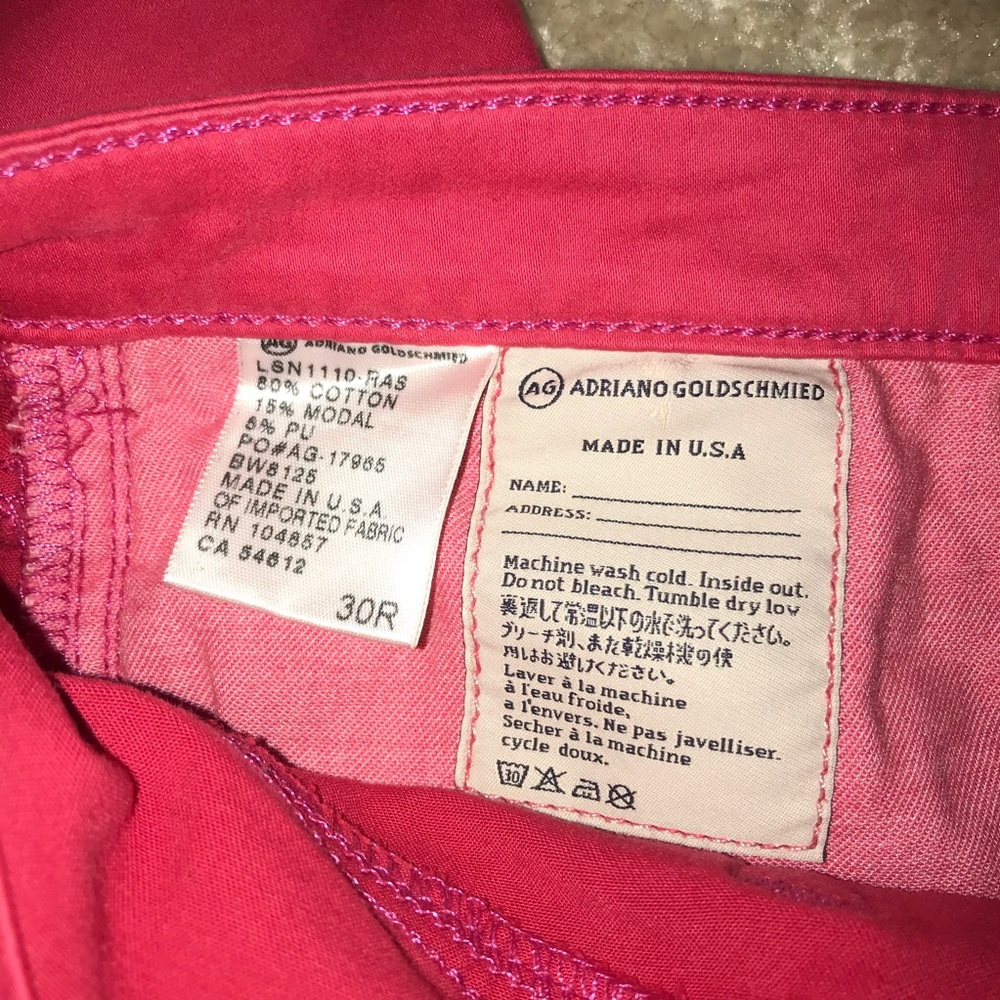 AG ADRIANO GOLDSCHMIED
LSN1110-RAS
80% COTTON
15% MODAL
5% PU
PO#AG-17965
BW8125
MADE IN U.S.A.
OF IMPORTED FABRIC
RN 104857
CA 54612
30R
AG ADRIANO GOLDSCHMIED
MADE IN U.S.A
NAME:
ADDRESS:
Machine wash cold. Inside out.
Do not bleach. Tumble dry low
裏返して常温以下の水で洗ってください。
ブリーチ剤、また乾燥機の使
用はお避けください。
Laver à la machine
à l'eau froide,
a l'envers. Ne pas javelliser.
Secher à la machine
cycle doux.
30